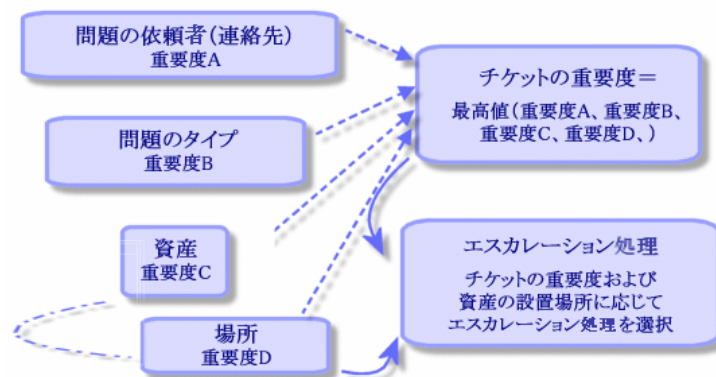 問題の依頼者(連絡先)
重要度A
問題のタイプ
重要度B
資産
重要度C
場所
重要度D
チケットの重要度＝
最高値(重要度A、重要度B、
重要度C、重要度D、)
エスカレーション処理
チケットの重要度および
資産の設置場所に応じて
エスカレーション処理を選択